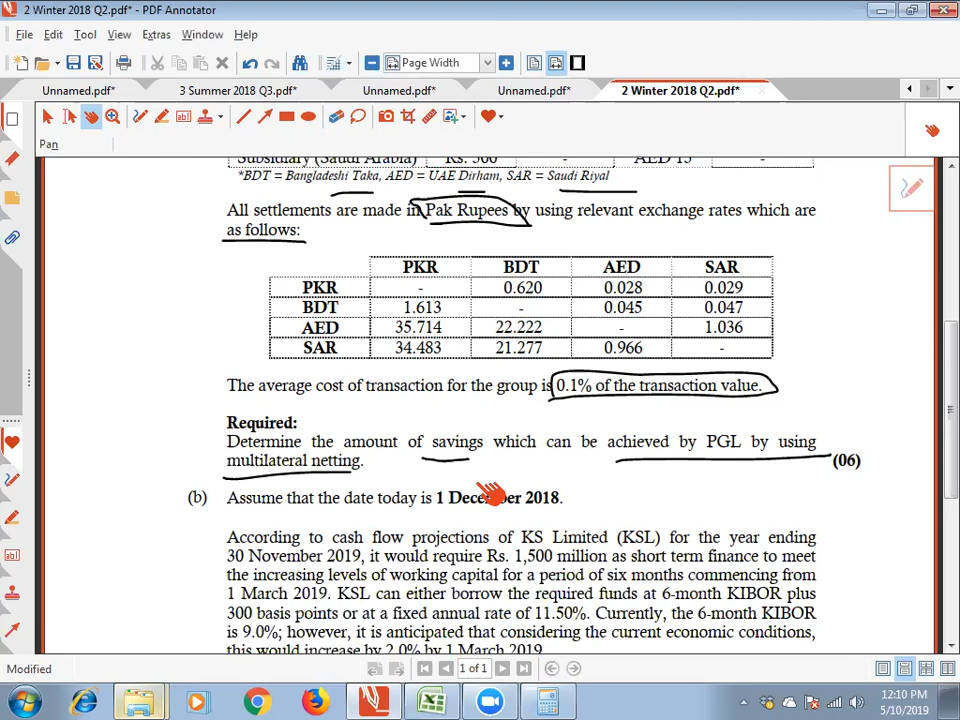 2 Winter 2018 Q2.pdf* - PDF Annotator
File Edit Tool View Extras Window Help
Page Width
Unnamed.pdf* 3 Summer 2018 Q3.pdf* Unnamed.pdf* Unnamed.pdf* 2 Winter 2018 Q2.pdf*
Pan
Subsidiary (Saudi Arabia) Rs. 500 - AED 15 -
*BDT = Bangladeshi Taka, AED = UAE Dirham, SAR = Saudi Riyal
All settlements are made in Pak Rupees by using relevant exchange rates which are
as follows:
PKR BDT AED SAR
PKR - 0.620 0.028 0.029
BDT 1.613 - 0.045 0.047
AED 35.714 22.222 - 1.036
SAR 34.483 21.277 0.966 -
The average cost of transaction for the group is 0.1% of the transaction value.
Required:
Determine the amount of savings which can be achieved by PGL by using
multilateral netting.
(06)
(b) Assume that the date today is 1 December 2018.
According to cash flow projections of KS Limited (KSL) for the year ending
30 November 2019, it would require Rs. 1,500 million as short term finance to meet
the increasing levels of working capital for a period of six months commencing from
1 March 2019. KSL can either borrow the required funds at 6-month KIBOR plus
300 basis points or at a fixed annual rate of 11.50%. Currently, the 6-month KIBOR
is 9.0%; however, it is anticipated that considering the current economic conditions,
this would increase by 2.0% by 1 March 2019.
Modified
1 of 1
12:10 PM
5/10/2019